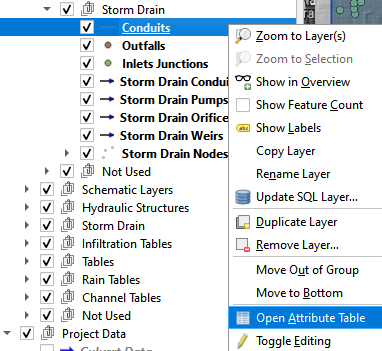 Storm Drain
Conduits
Outfalls
Inlets Junctions
Storm Drain Condui
Storm Drain Pumps
Storm Drain Orifice
Storm Drain Weirs
Storm Drain Nodes
Not Used
Schematic Layers
Hydraulic Structures
Storm Drain
Infiltration Tables
Tables
Rain Tables
Channel Tables
Not Used
Project Data
Culvert Data
Zoom to Layer(s)
Zoom to Selection
Show in Overview
Show Feature Count
abc
Show Labels
Copy Layer
Rename Layer
Update SQL Layer...
Duplicate Layer
Remove Layer...
Move Out of Group
Move to Bottom
Open Attribute Table
Toggle Editing